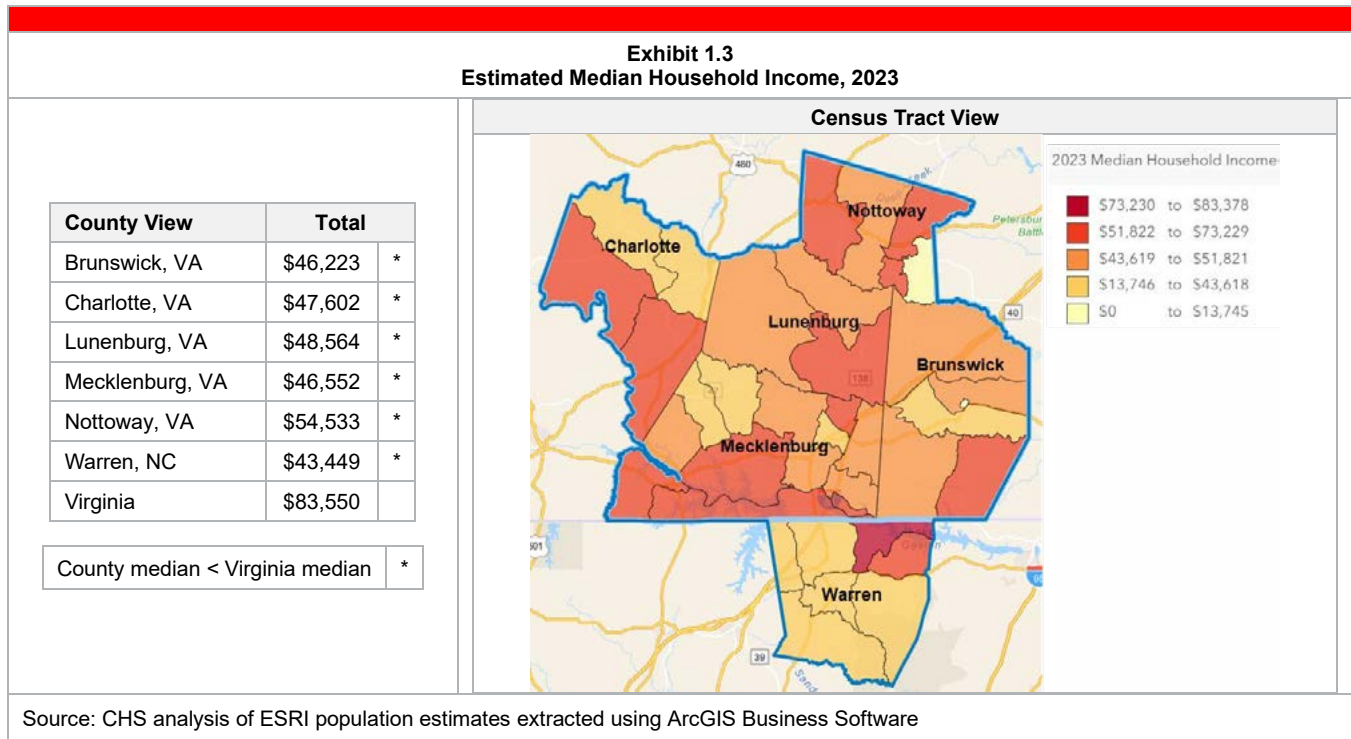 Exhibit 1.3
Estimated Median Household Income, 2023
County View Total
Brunswick, VA $46,223 *
Charlotte, VA $47,602 *
Lunenburg, VA $48,564 *
Mecklenburg, VA $46,552 *
Nottoway, VA $54,533 *
Warren, NC $43,449 *
Virginia $83,550
County median < Virginia median *
Census Tract View
460
Nottoway
Charlotte
Lunenburg
40
Brunswick
138
Mecklenburg
501
Warren
39
2023 Median Household Income
$73,230 to $83,378
$51,822 to $73,229
$43,619 to $51,821
$13,746 to $43,618
$0 to $13,745
Source: CHS analysis of ESRI population estimates extracted using ArcGIS Business Software